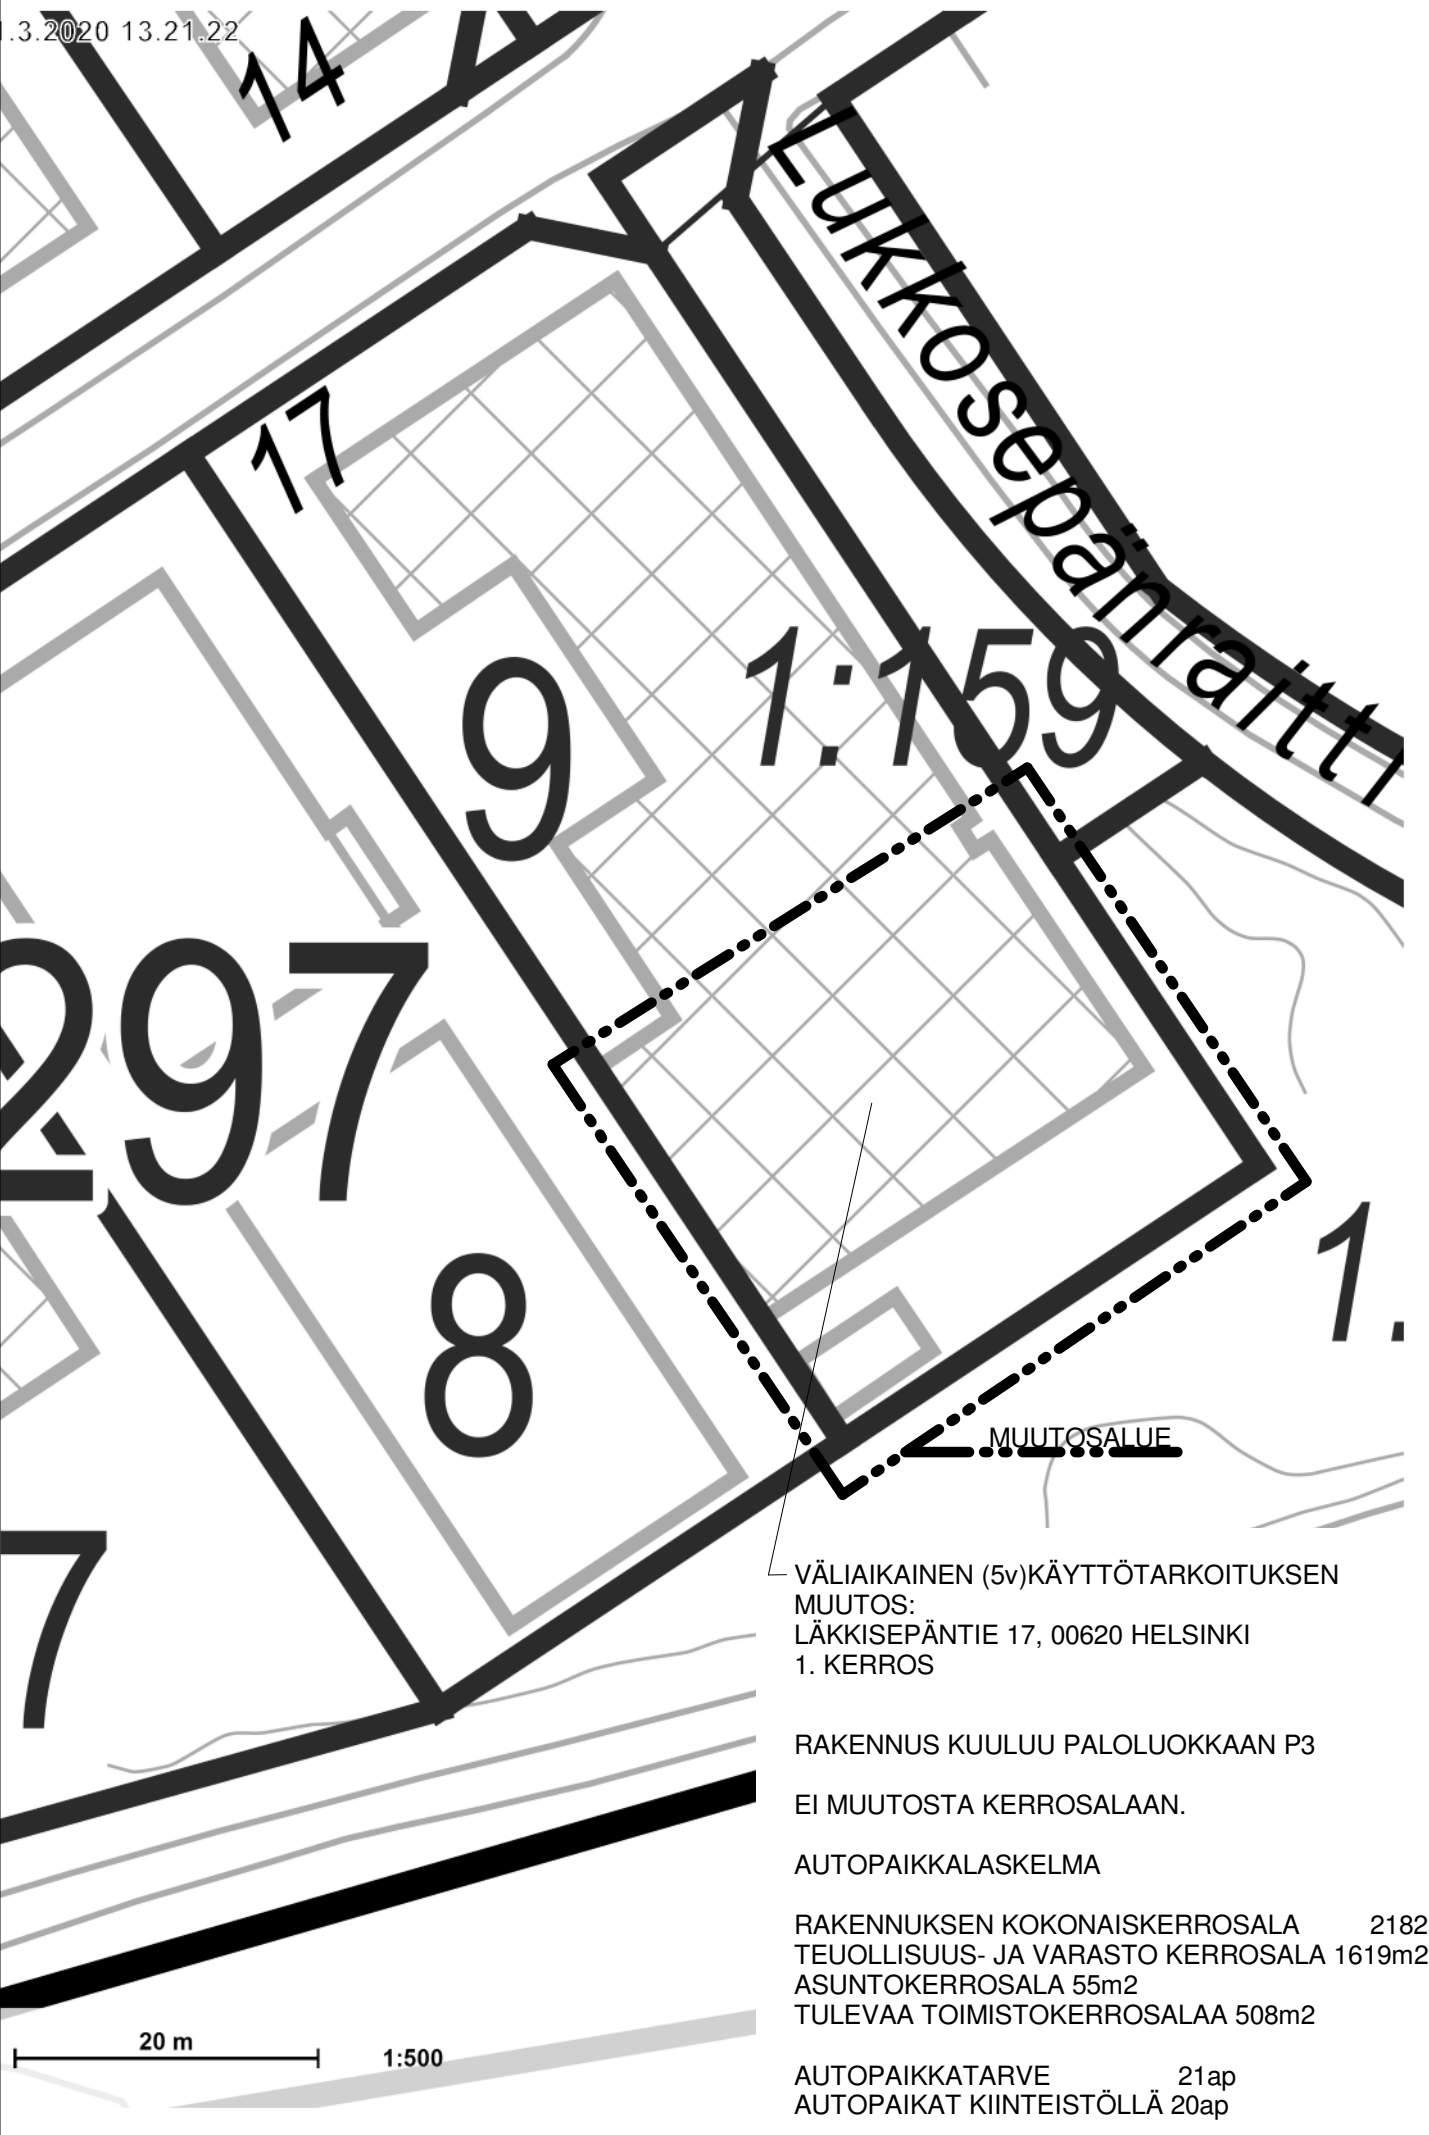 .3.2020 13.21.22
14
Lukkosepänraitti
17
9
1:159
297
8
1.
7
MUUTOSALUE
VÄLIAIKAINEN (5v)KÄYTTÖTARKOITUKSEN
MUUTOS:
LÄKKISEPÄNTIE 17, 00620 HELSINKI
1. KERROS
RAKENNUS KUULUU PALOLUOKKAAN P3
EI MUUTOSTA KERROSALAAN.
AUTOPAIKKALASKELMA
RAKENNUKSEN KOKONAISKERROSALA 2182
TEUOLLISUUS- JA VARASTO KERROSALA 1619m2
ASUNTOKERROSALA 55m2
TULEVAA TOIMISTOKERROSALAA 508m2
AUTOPAIKKATARVE 21ap
AUTOPAIKAT KIINTEISTÖLLÄ 20ap
20 m
1:500